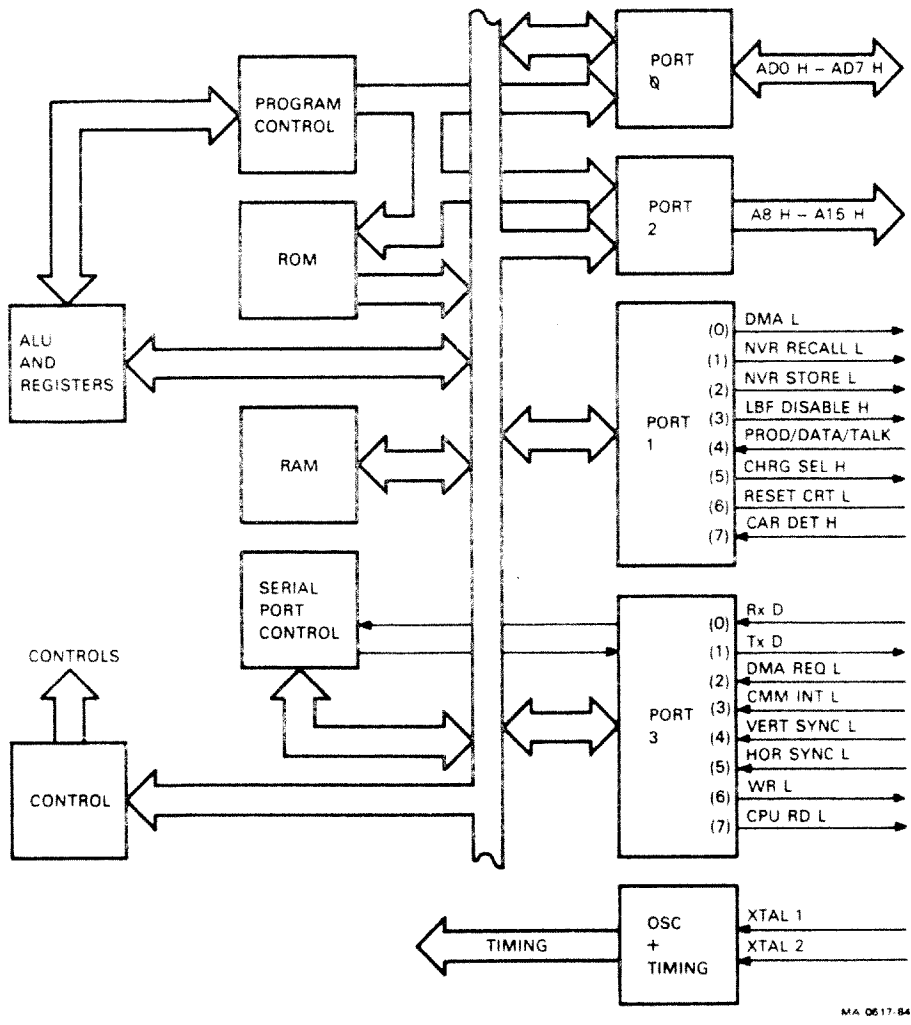 PORT
0
AD0 H – AD7 H
PROGRAM
CONTROL
PORT
2
A8 H – A15 H
ROM
ALU
AND
REGISTERS
PORT
1
(0) DMA L
(1) NVR RECALL L
(2) NVR STORE L
(3) LBF DISABLE H
(4) PROD/DATA/TALK
(5) CHRG SEL H
(6) RESET CRT L
(7) CAR DET H
RAM
SERIAL
PORT
CONTROL
PORT
3
(0) Rx D
(1) Tx D
(2) DMA REQ L
(3) CMM INT L
(4) VERT SYNC L
(5) HOR SYNC L
(6) WR L
(7) CPU RD L
CONTROLS
CONTROL
OSC
+
TIMING
XTAL 1
XTAL 2
TIMING
MA 0617-84